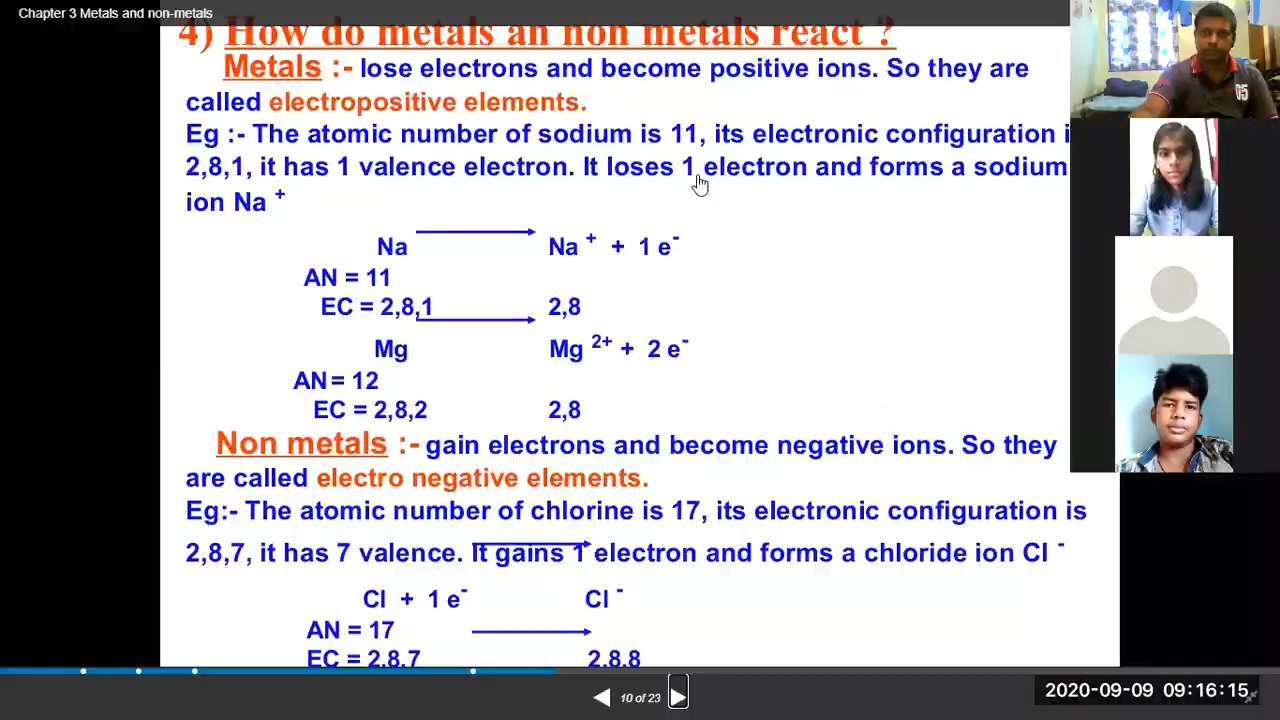 Chapter 3 Metals and non-metals
4) How do metals an non metals react ?
Metals :- lose electrons and become positive ions. So they are
called electropositive elements.
Eg :- The atomic number of sodium is 11, its electronic configuration
2,8,1, it has 1 valence electron. It loses 1 electron and forms a sodium
ion Na +
Na Na + + 1 e-
AN = 11
EC = 2,8,1 2,8
Mg Mg 2+ + 2 e-
AN = 12
EC = 2,8,2 2,8
Non metals :- gain electrons and become negative ions. So they
are called electro negative elements.
Eg:- The atomic number of chlorine is 17, its electronic configuration is
2,8,7, it has 7 valence. It gains 1 electron and forms a chloride ion Cl -
Cl + 1 e- Cl -
AN = 17
EC = 2,8,7 2,8,8
05
10 of 23
2020-09-09 09:16:15